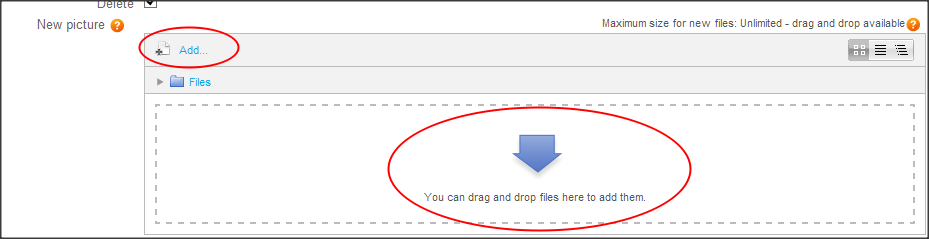 Delete
New picture
Maximum size for new files: Unlimited - drag and drop available
Add...
Files
You can drag and drop files here to add them.